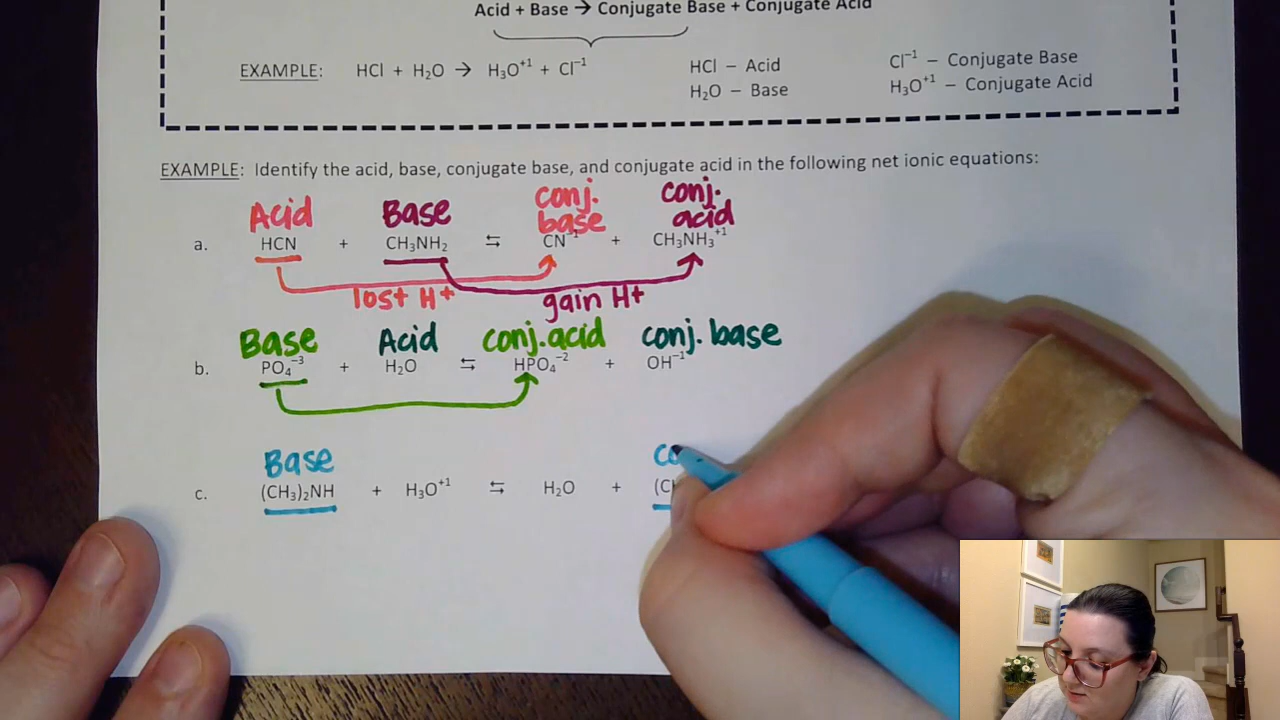 Acid + Base → Conjugate Base + Conjugate Acid
EXAMPLE: HCl + H₂O → H₃O⁺¹ + Cl⁻¹ HCl – Acid Cl⁻¹ – Conjugate Base
H₂O – Base H₃O⁺¹ – Conjugate Acid
EXAMPLE: Identify the acid, base, conjugate base, and conjugate acid in the following net ionic equations:
Acid Base conj. base conj. acid
a. HCN + CH₃NH₂ ⇆ CN⁻¹ + CH₃NH₃⁺¹
lost H+ gain H+
Base Acid conj. acid conj. base
b. PO₄⁻³ + H₂O ⇆ HPO₄⁻² + OH⁻¹
Base co
c. (CH₃)₂NH + H₃O⁺¹ ⇆ H₂O + (C